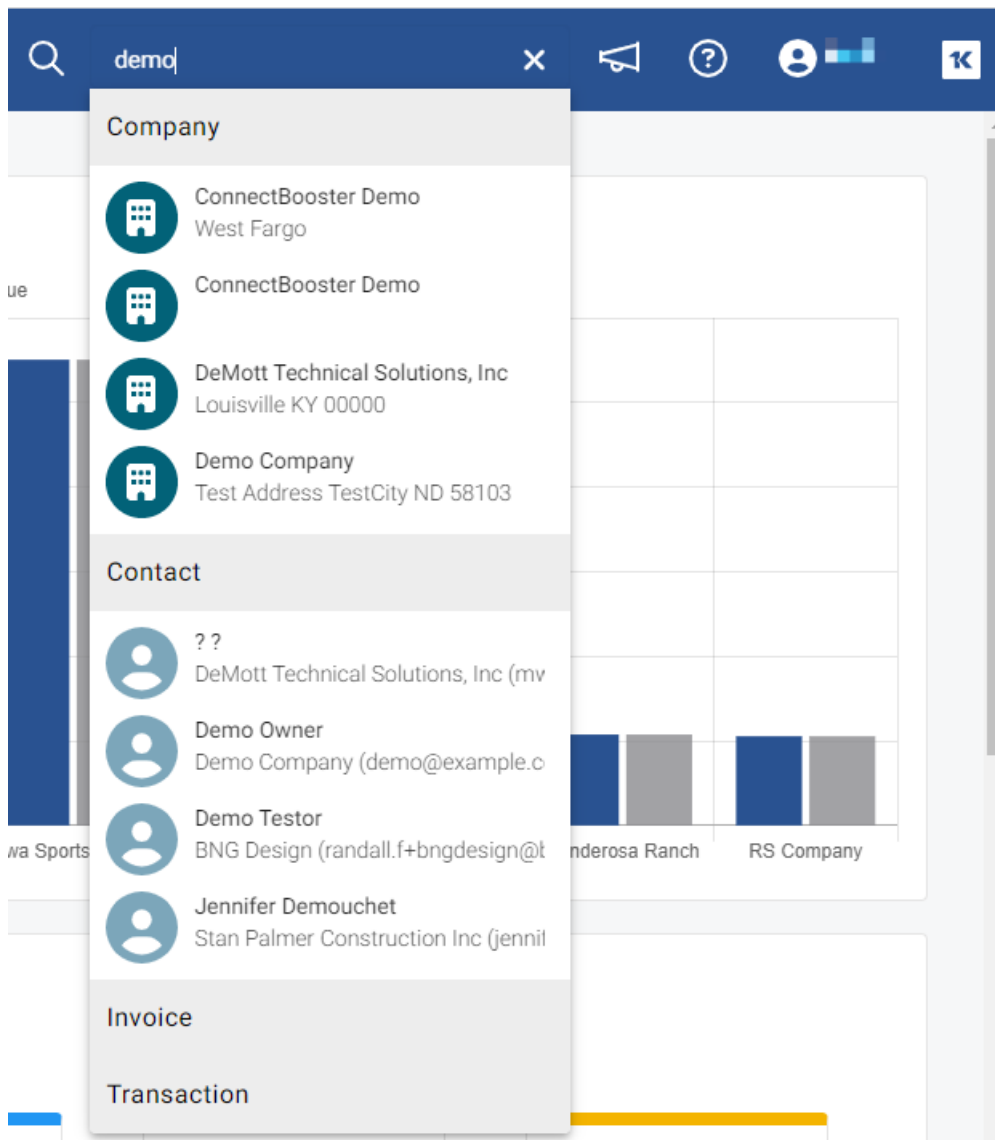 demo
Company
ConnectBooster Demo
West Fargo
ConnectBooster Demo
DeMott Technical Solutions, Inc
Louisville KY 00000
Demo Company
Test Address TestCity ND 58103
Contact
? ?
DeMott Technical Solutions, Inc (mw
Demo Owner
Demo Company (demo@example.c
Demo Testor
BNG Design (randall.f+bngdesign@b
Jennifer Demouchet
Stan Palmer Construction Inc (jennif
Invoice
Transaction
ue
wa Sports
nderosa Ranch
RS Company